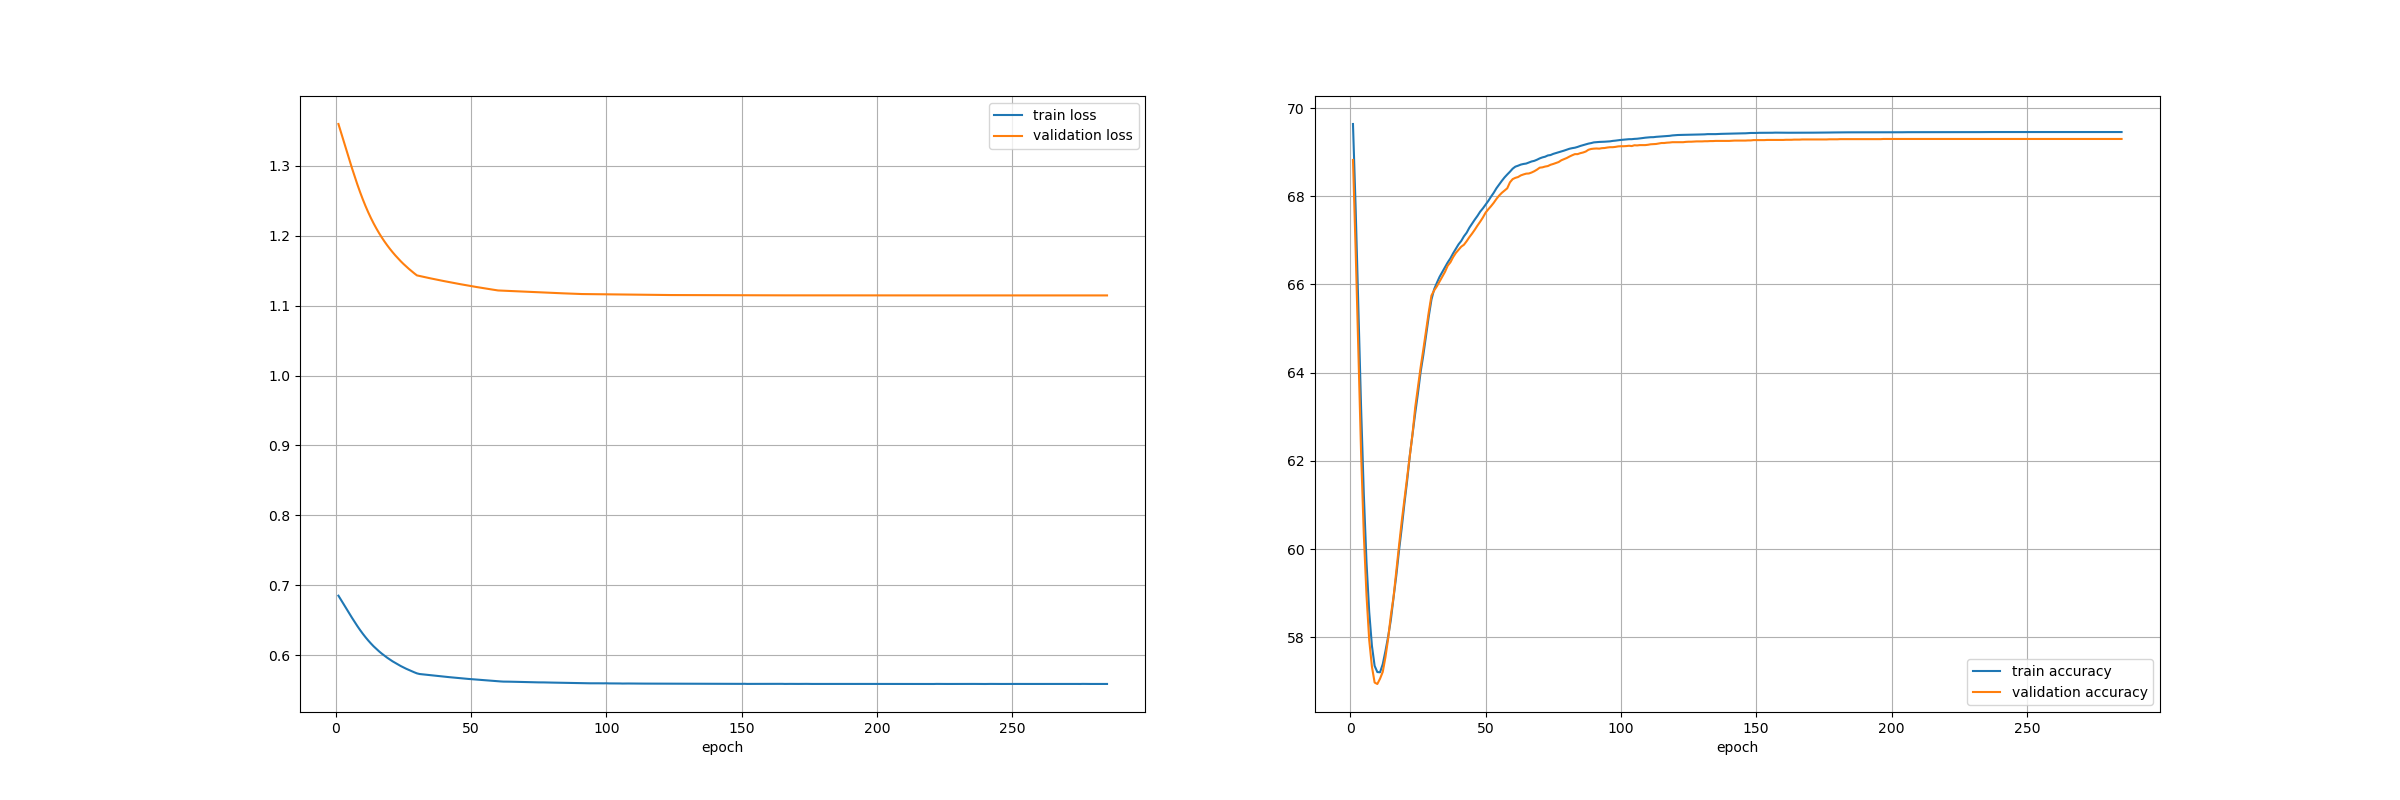 train loss
validation loss
1.3
1.2
1.1
1.0
0.9
0.8
0.7
0.6
0 50 100 150 200 250
epoch
70
68
66
64
62
60
58
train accuracy
validation accuracy
0 50 100 150 200 250
epoch